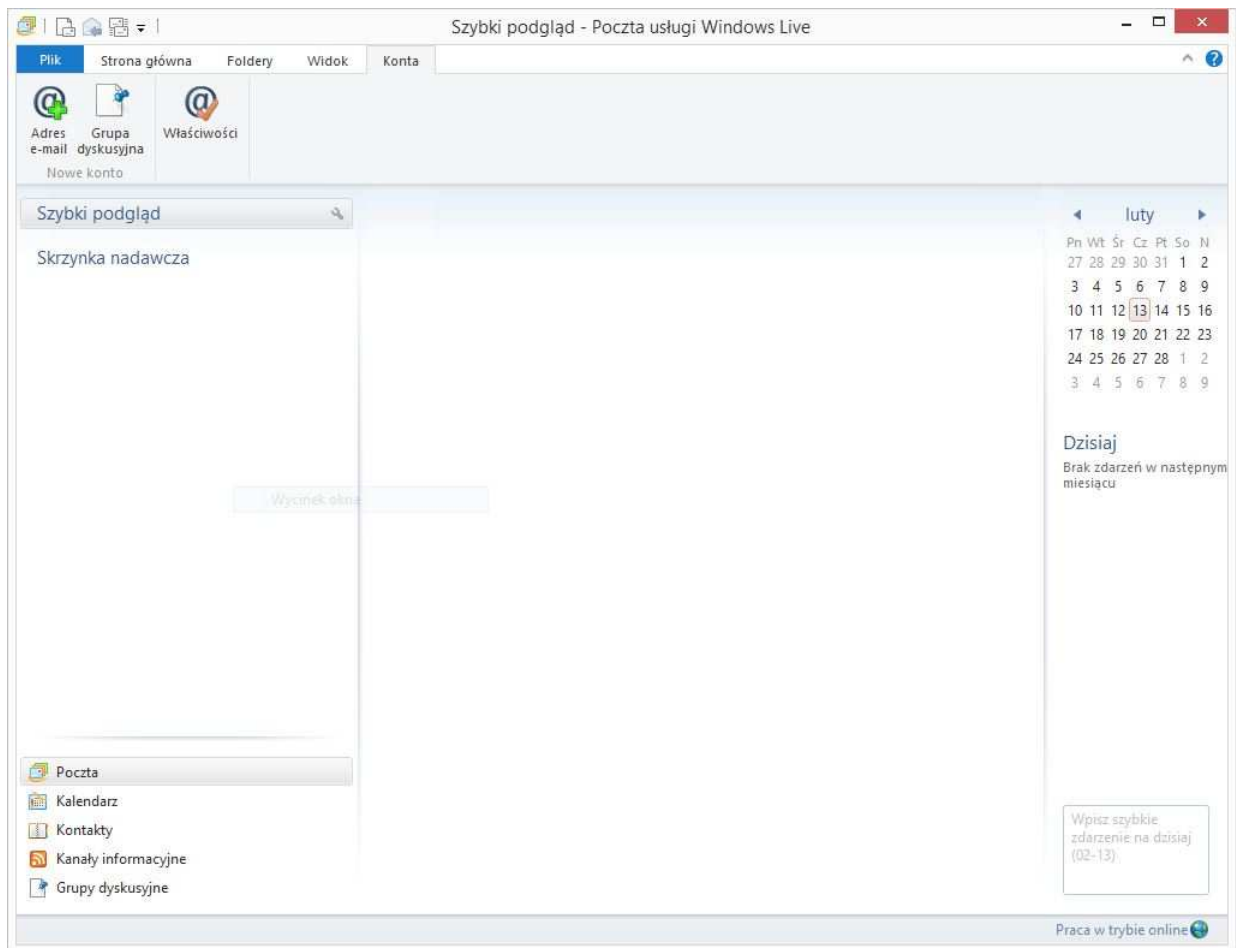 Szybki podgląd - Poczta usługi Windows Live
Plik Strona główna Foldery Widok Konta
Adres e-mail
Grupa dyskusyjna
Właściwości
Nowe konto
Szybki podgląd
Skrzynka nadawcza
Wycinek okna
Poczta
Kalendarz
Kontakty
Kanały informacyjne
Grupy dyskusyjne
luty
Pn Wt Śr Cz Pt So N
27 28 29 30 31 1 2
3 4 5 6 7 8 9
10 11 12 13 14 15 16
17 18 19 20 21 22 23
24 25 26 27 28 1 2
3 4 5 6 7 8 9
Dzisiaj
Brak zdarzeń w następnym
miesiącu
Wpisz szybkie
zdarzenie na dzisiaj
(02-13)
Praca w trybie online